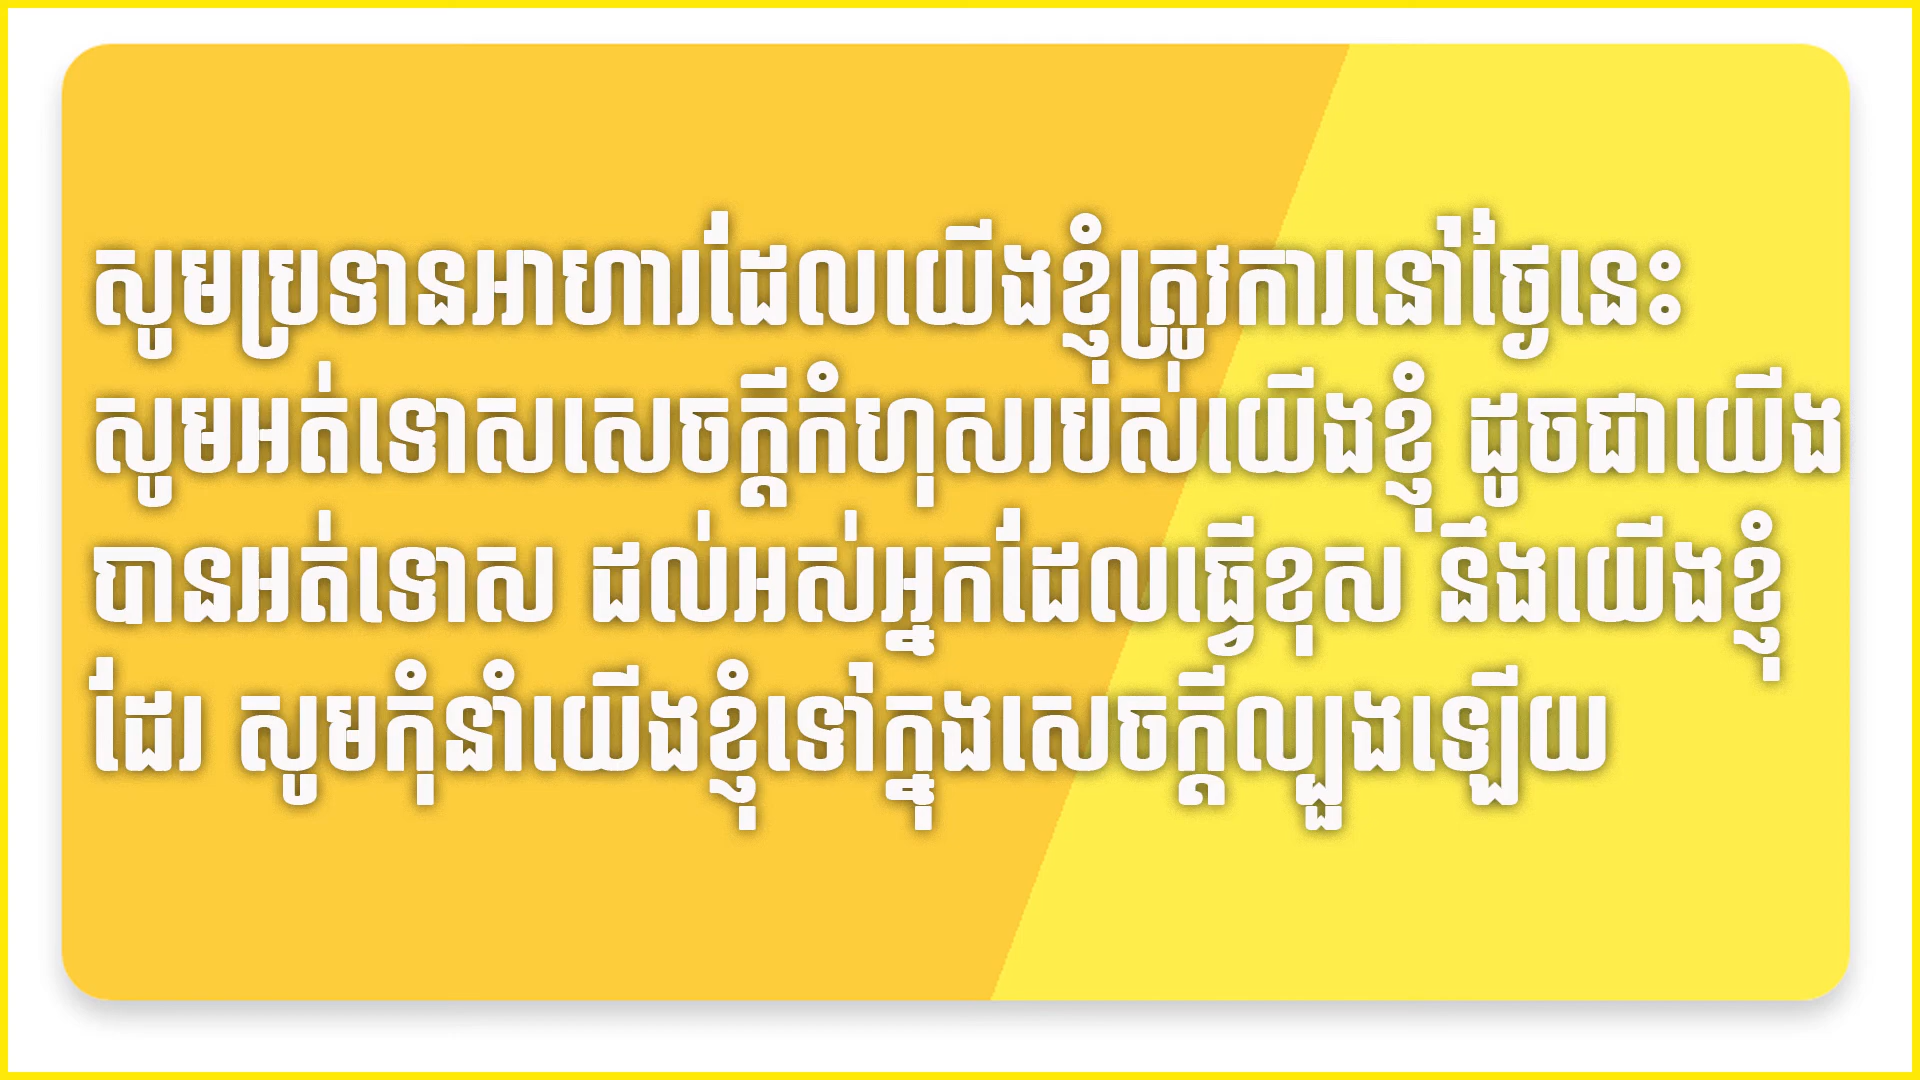 សូមប្រទានអាហារដែលយើងខ្ញុំត្រូវការនៅថ្ងៃនេះ
សូមអត់ទោសសេចក្ដីកំហុសរបស់យើងខ្ញុំ ដូចជាយើង
បានអត់ទោស ដល់អស់អ្នកដែលធ្វើខុស នឹងយើងខ្ញុំ
ដែរ សូមកុំនាំយើងខ្ញុំទៅក្នុងសេចក្ដីល្បួងឡើយ